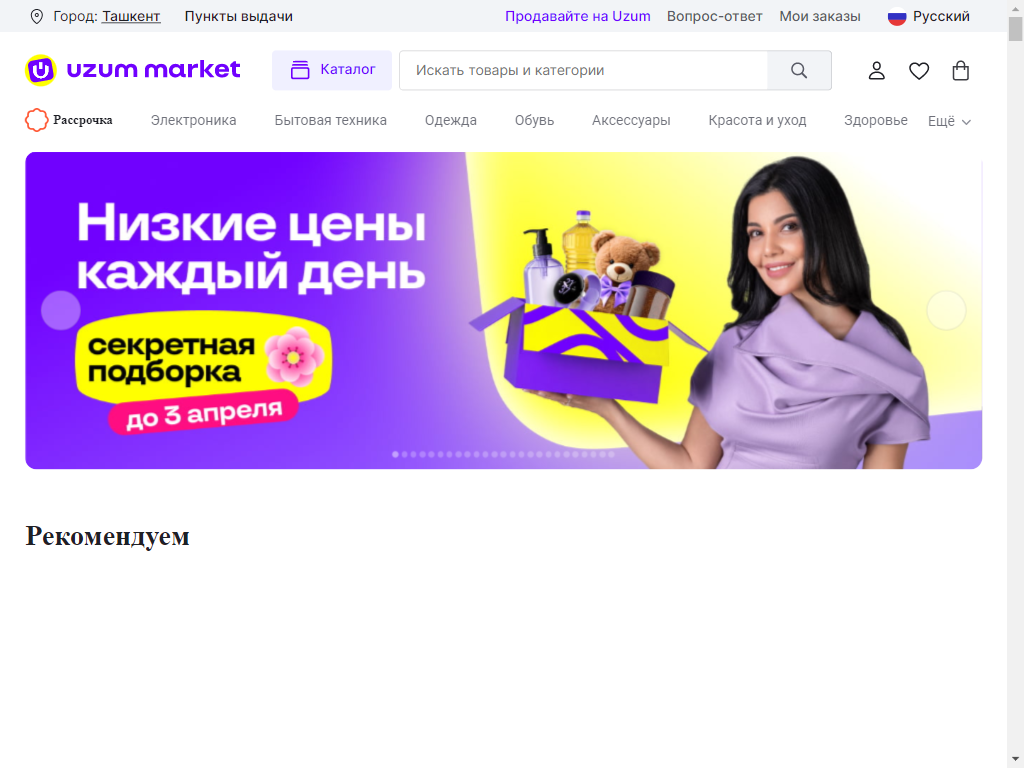 Город: Ташкент Пункты выдачи Продавайте на Uzum Вопрос-ответ Мои заказы Русский
uzum market Каталог Искать товары и категории
Рассрочка Электроника Бытовая техника Одежда Обувь Аксессуары Красота и уход Здоровье Ещё
Низкие цены
каждый день
секретная
подборка
до 3 апреля
Рекомендуем